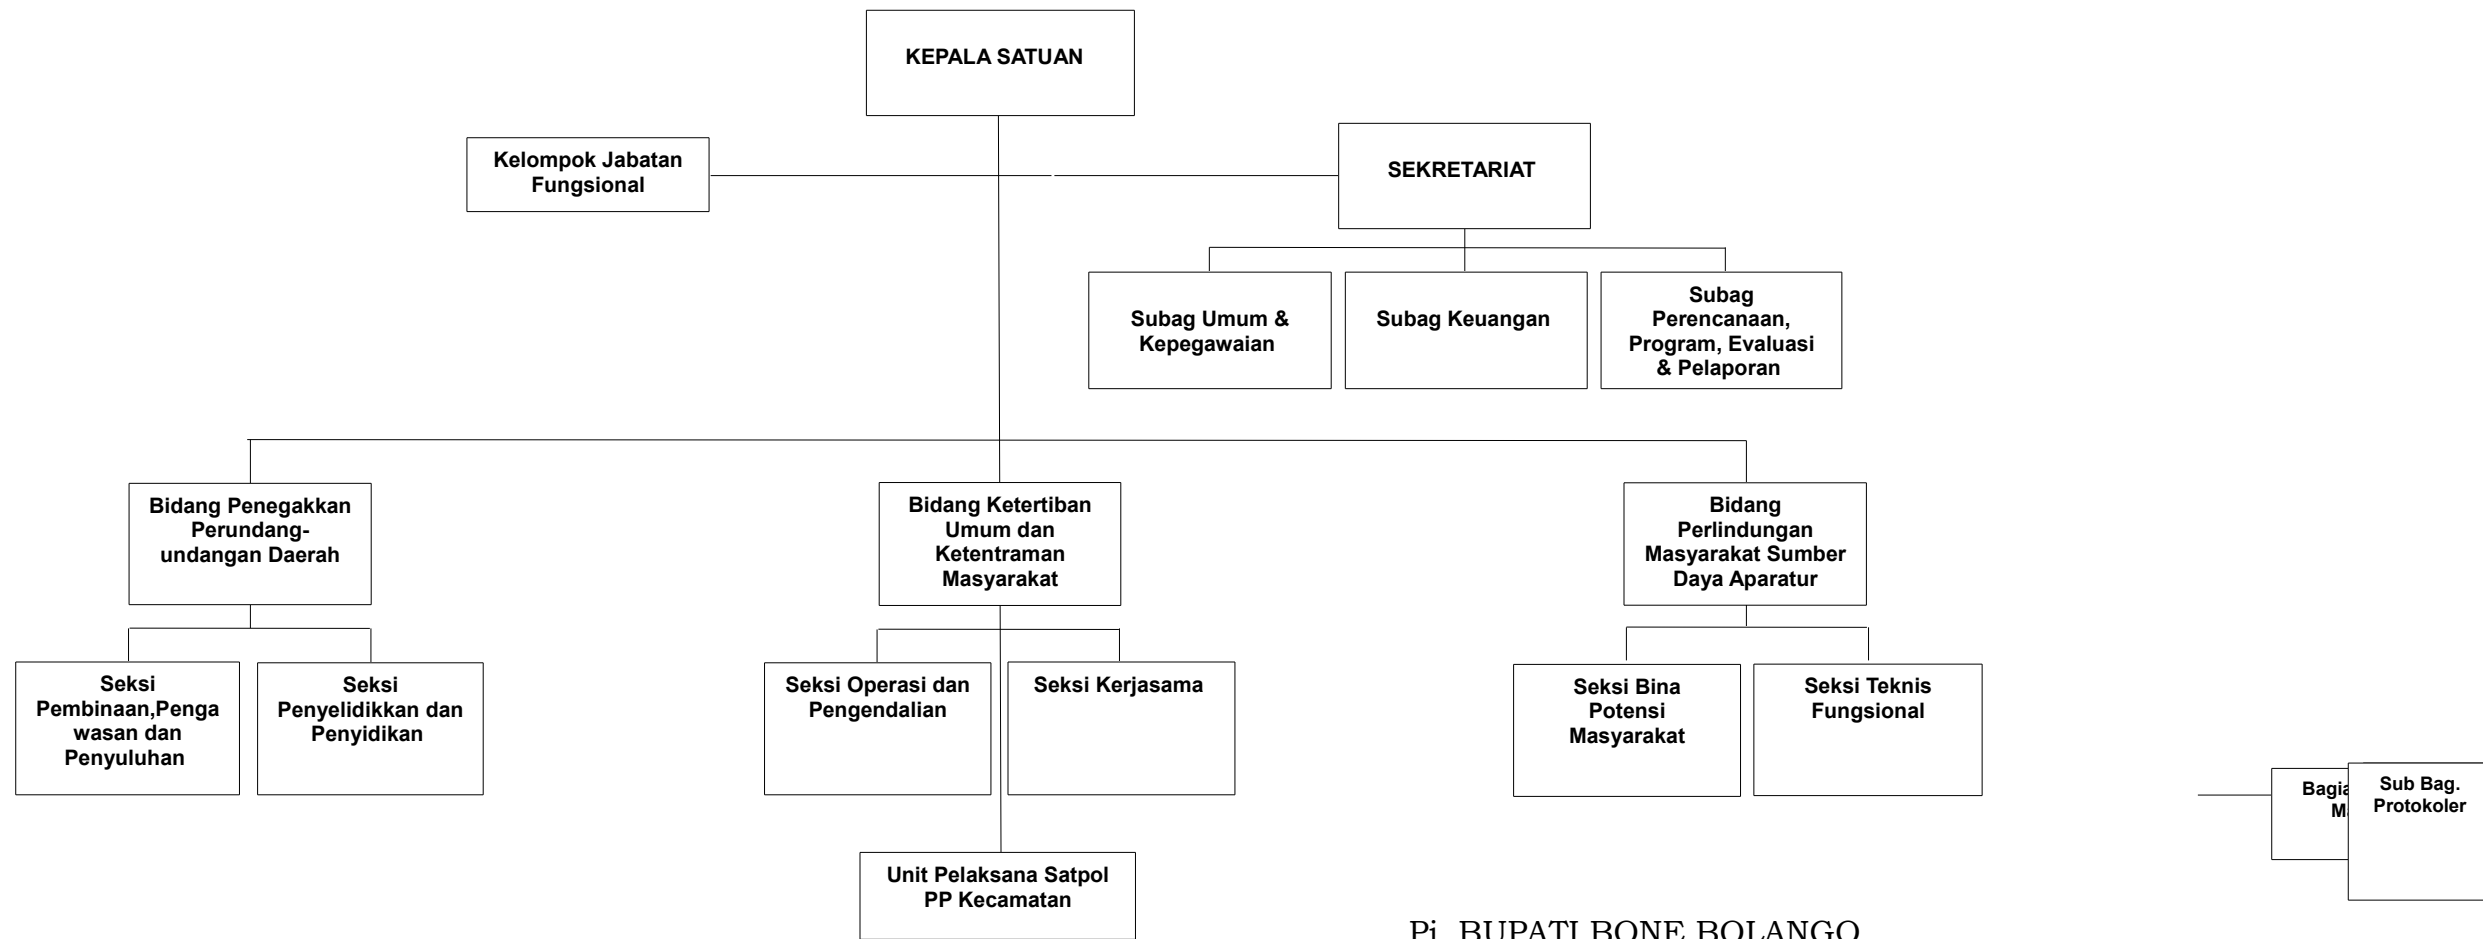 KEPALA SATUAN
Kelompok Jabatan
Fungsional
SEKRETARIAT
Subag Umum &
Kepegawaian
Subag Keuangan
Subag
Perencanaan,
Program, Evaluasi
& Pelaporan
Bidang Penegakkan
Perundang-
undangan Daerah
Bidang Ketertiban
Umum dan
Ketentraman
Masyarakat
Bidang
Perlindungan
Masyarakat Sumber
Daya Aparatur
Seksi
Pembinaan,Penga
wasan dan
Penyuluhan
Seksi
Penyelidikkan dan
Penyidikan
Seksi Operasi dan
Pengendalian
Seksi Kerjasama
Seksi Bina
Potensi
Masyarakat
Seksi Teknis
Fungsional
Sub Bag.
Protokoler
Unit Pelaksana Satpol
PP Kecamatan
BUPATI BONE BOLANGO